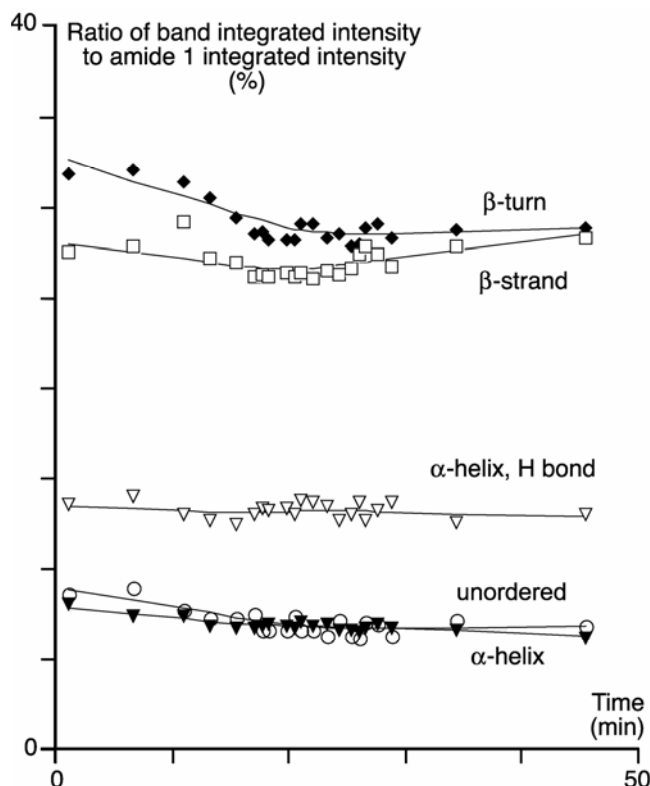 40
Ratio of band integrated intensity
to amide 1 integrated intensity
(%)
β-turn
β-strand
α-helix, H bond
unordered
α-helix
Time
(min)
0
0
50